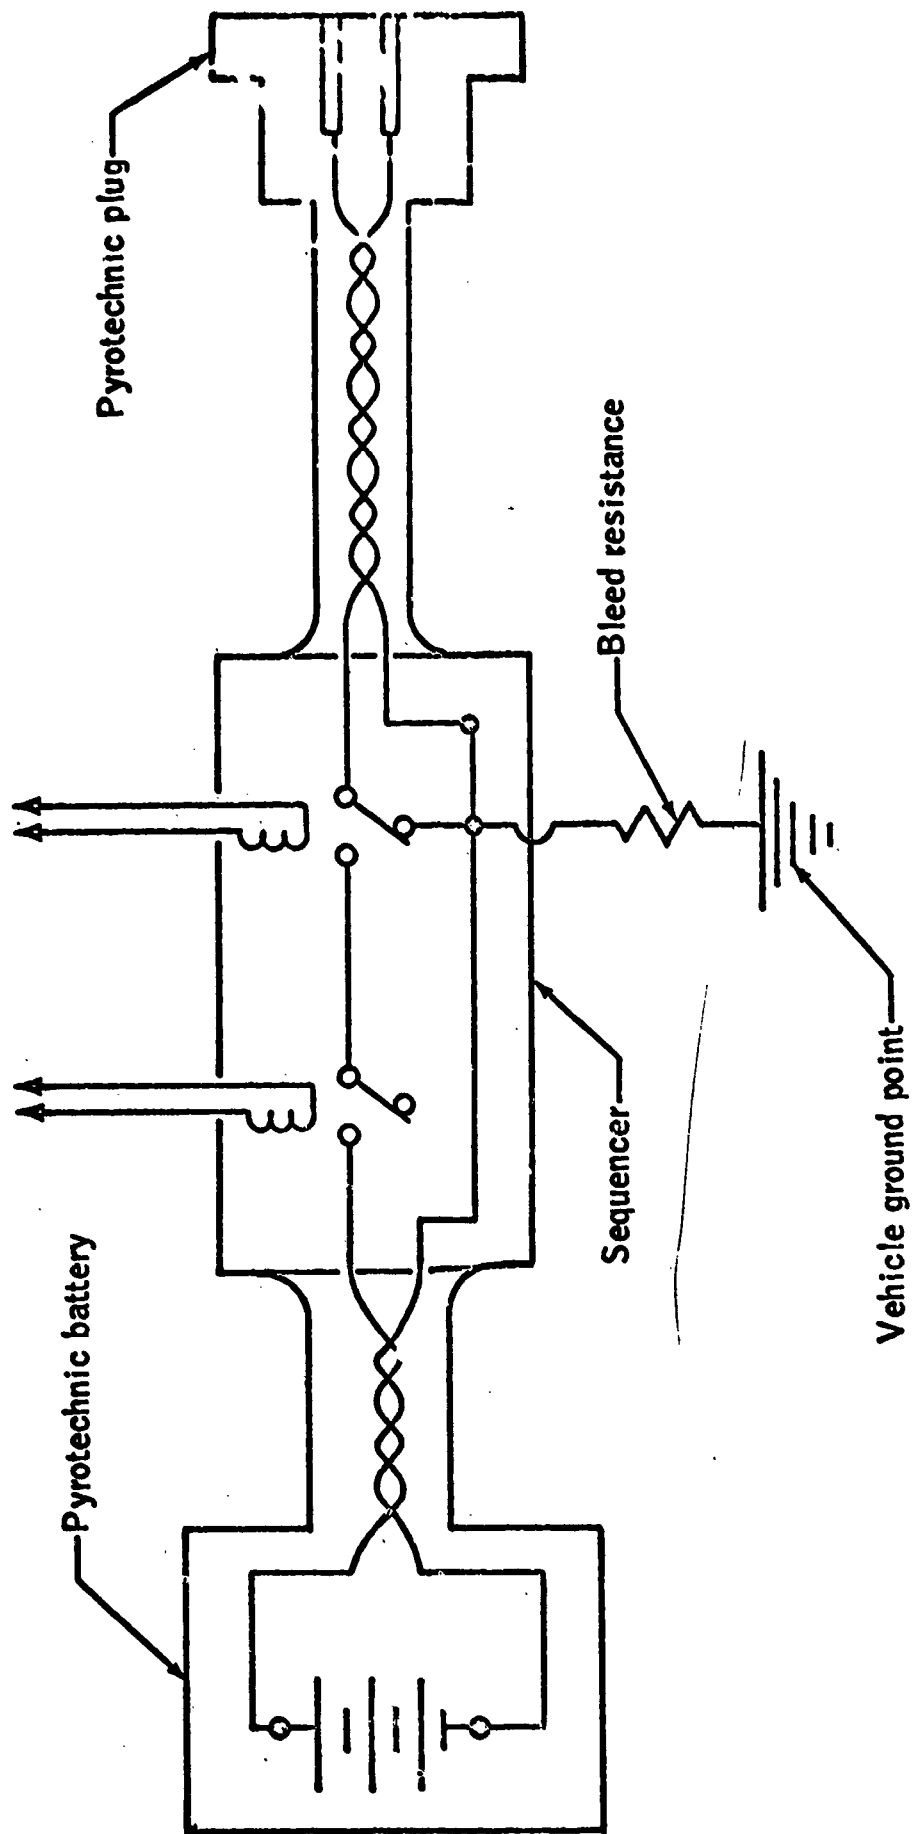 Pyrotechnic plug
Bleed resistance
Pyrotechnic battery
Sequencer
Vehicle ground point